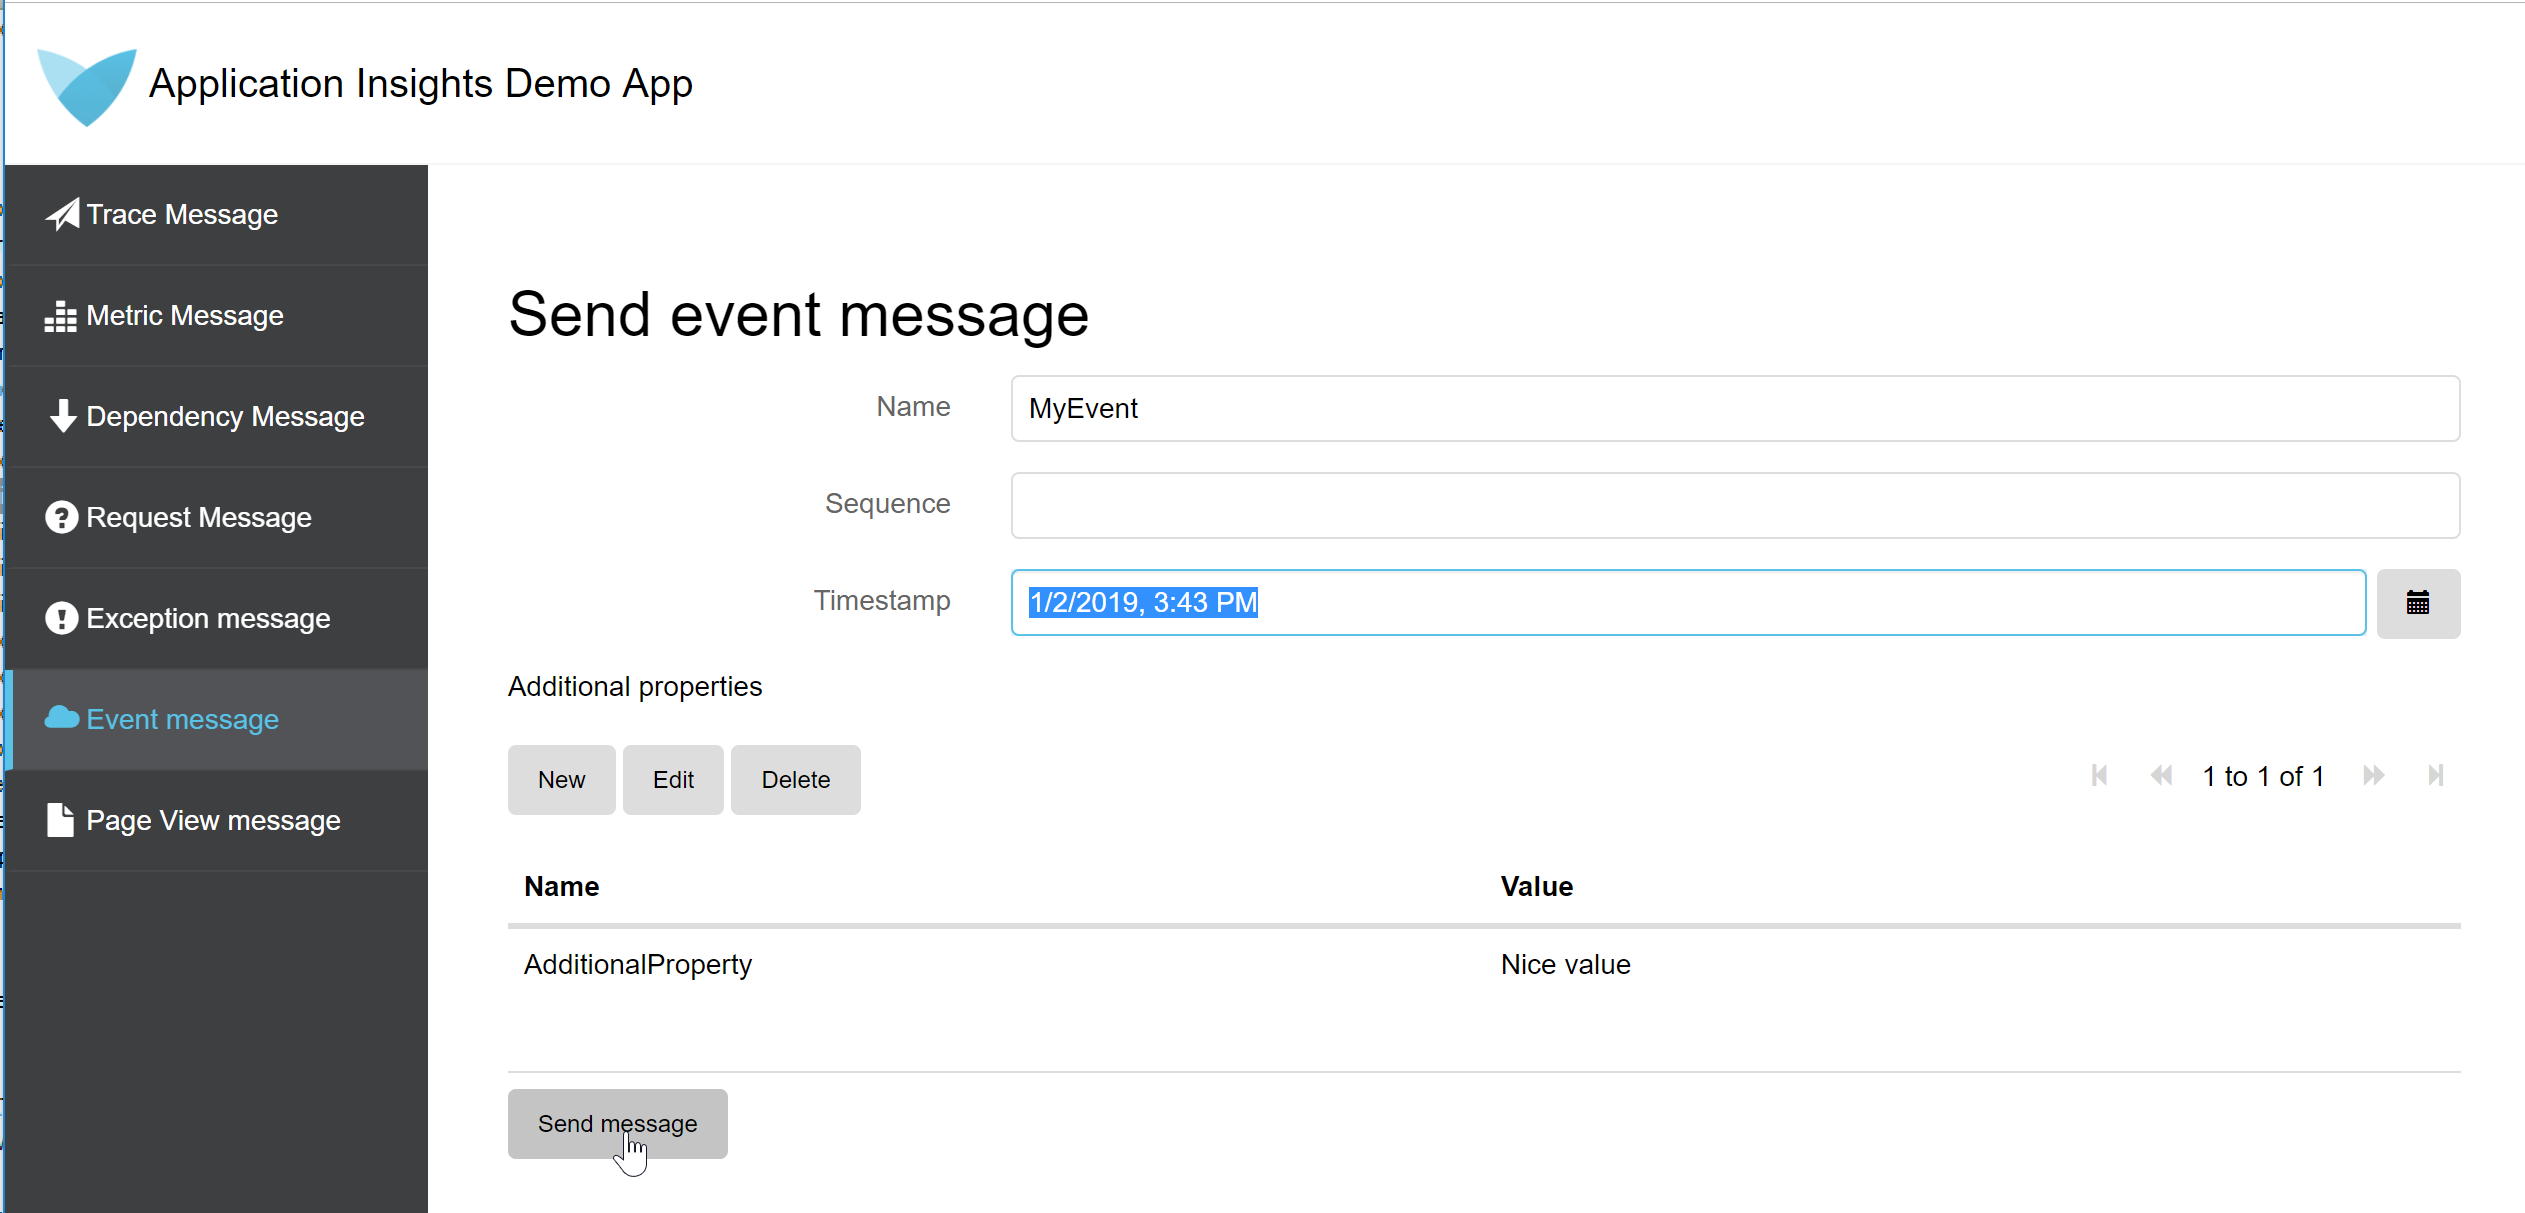 Application Insights Demo App
Trace Message
Metric Message
Dependency Message
Request Message
Exception message
Event message
Page View message
Send event message
Name MyEvent
Sequence
Timestamp 1/2/2019, 3:43 PM
Additional properties
New Edit Delete 1 to 1 of 1
Name Value
AdditionalProperty Nice value
Send message